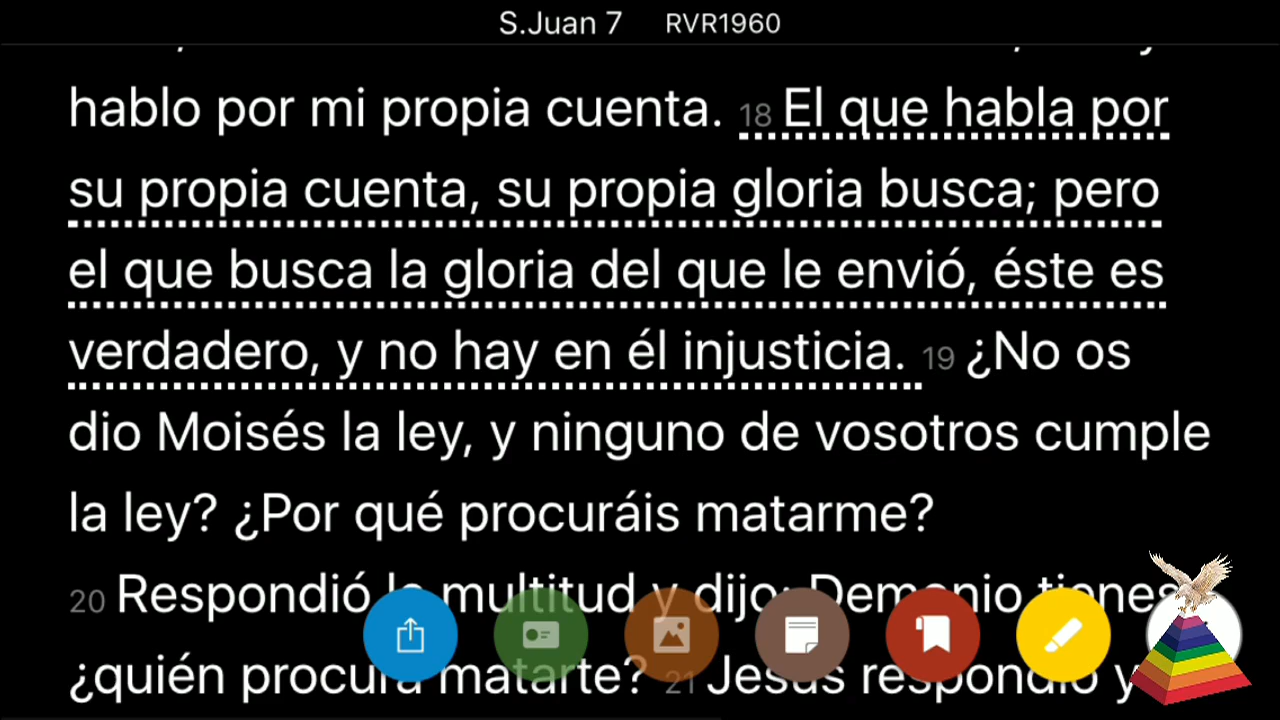 S.Juan 7 RVR1960
hablo por mi propia cuenta. 18 El que habla por
su propia cuenta, su propia gloria busca; pero
el que busca la gloria del que le envió, éste es
verdadero, y no hay en él injusticia. 19 ¿No os
dio Moisés la ley, y ninguno de vosotros cumple
la ley? ¿Por qué procuráis matarme?
20 Respondió la multitud y dijo: Demonio tienes;
¿quién procura matarte? 21 Jesús respondió y